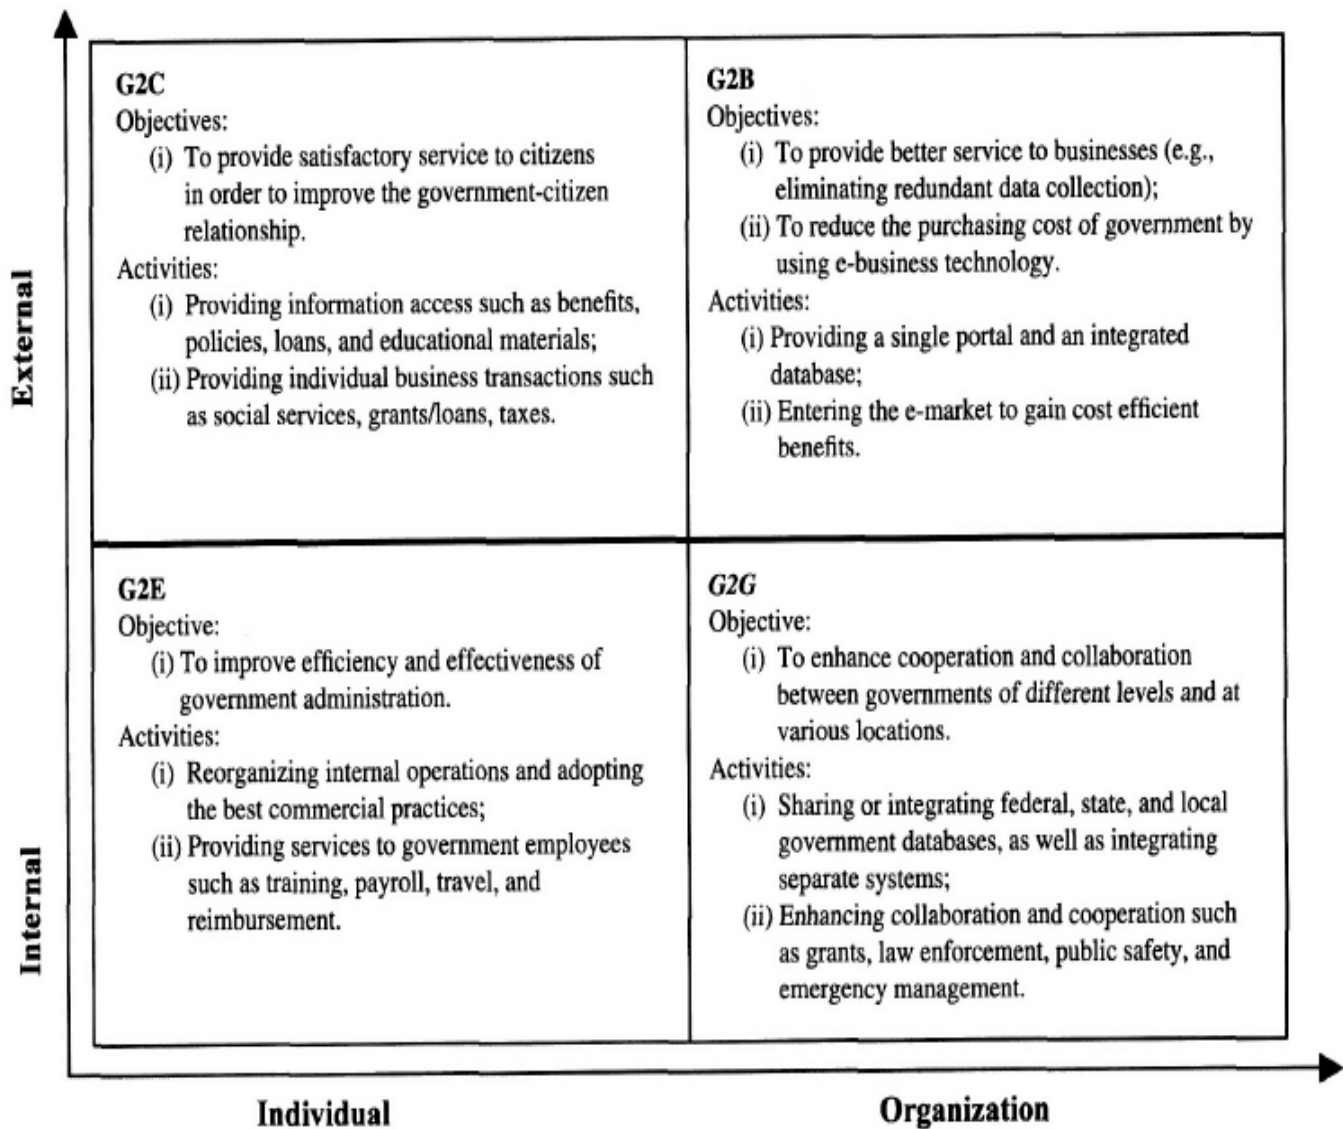 G2C
Objectives:
(i) To provide satisfactory service to citizens
in order to improve the government-citizen
relationship.
Activities:
(i) Providing information access such as benefits,
policies, loans, and educational materials;
(ii) Providing individual business transactions such
as social services, grants/loans, taxes.
G2B
Objectives:
(i) To provide better service to businesses (e.g.,
eliminating redundant data collection);
(ii) To reduce the purchasing cost of government by
using e-business technology.
Activities:
(i) Providing a single portal and an integrated
database;
(ii) Entering the e-market to gain cost efficient
benefits.
External
G2E
Objective:
(i) To improve efficiency and effectiveness of
government administration.
Activities:
(i) Reorganizing internal operations and adopting
the best commercial practices;
(ii) Providing services to government employees
such as training, payroll, travel, and
reimbursement.
G2G
Objective:
(i) To enhance cooperation and collaboration
between governments of different levels and at
various locations.
Activities:
(i) Sharing or integrating federal, state, and local
government databases, as well as integrating
separate systems;
(ii) Enhancing collaboration and cooperation such
as grants, law enforcement, public safety, and
emergency management.
Internal
Individual
Organization